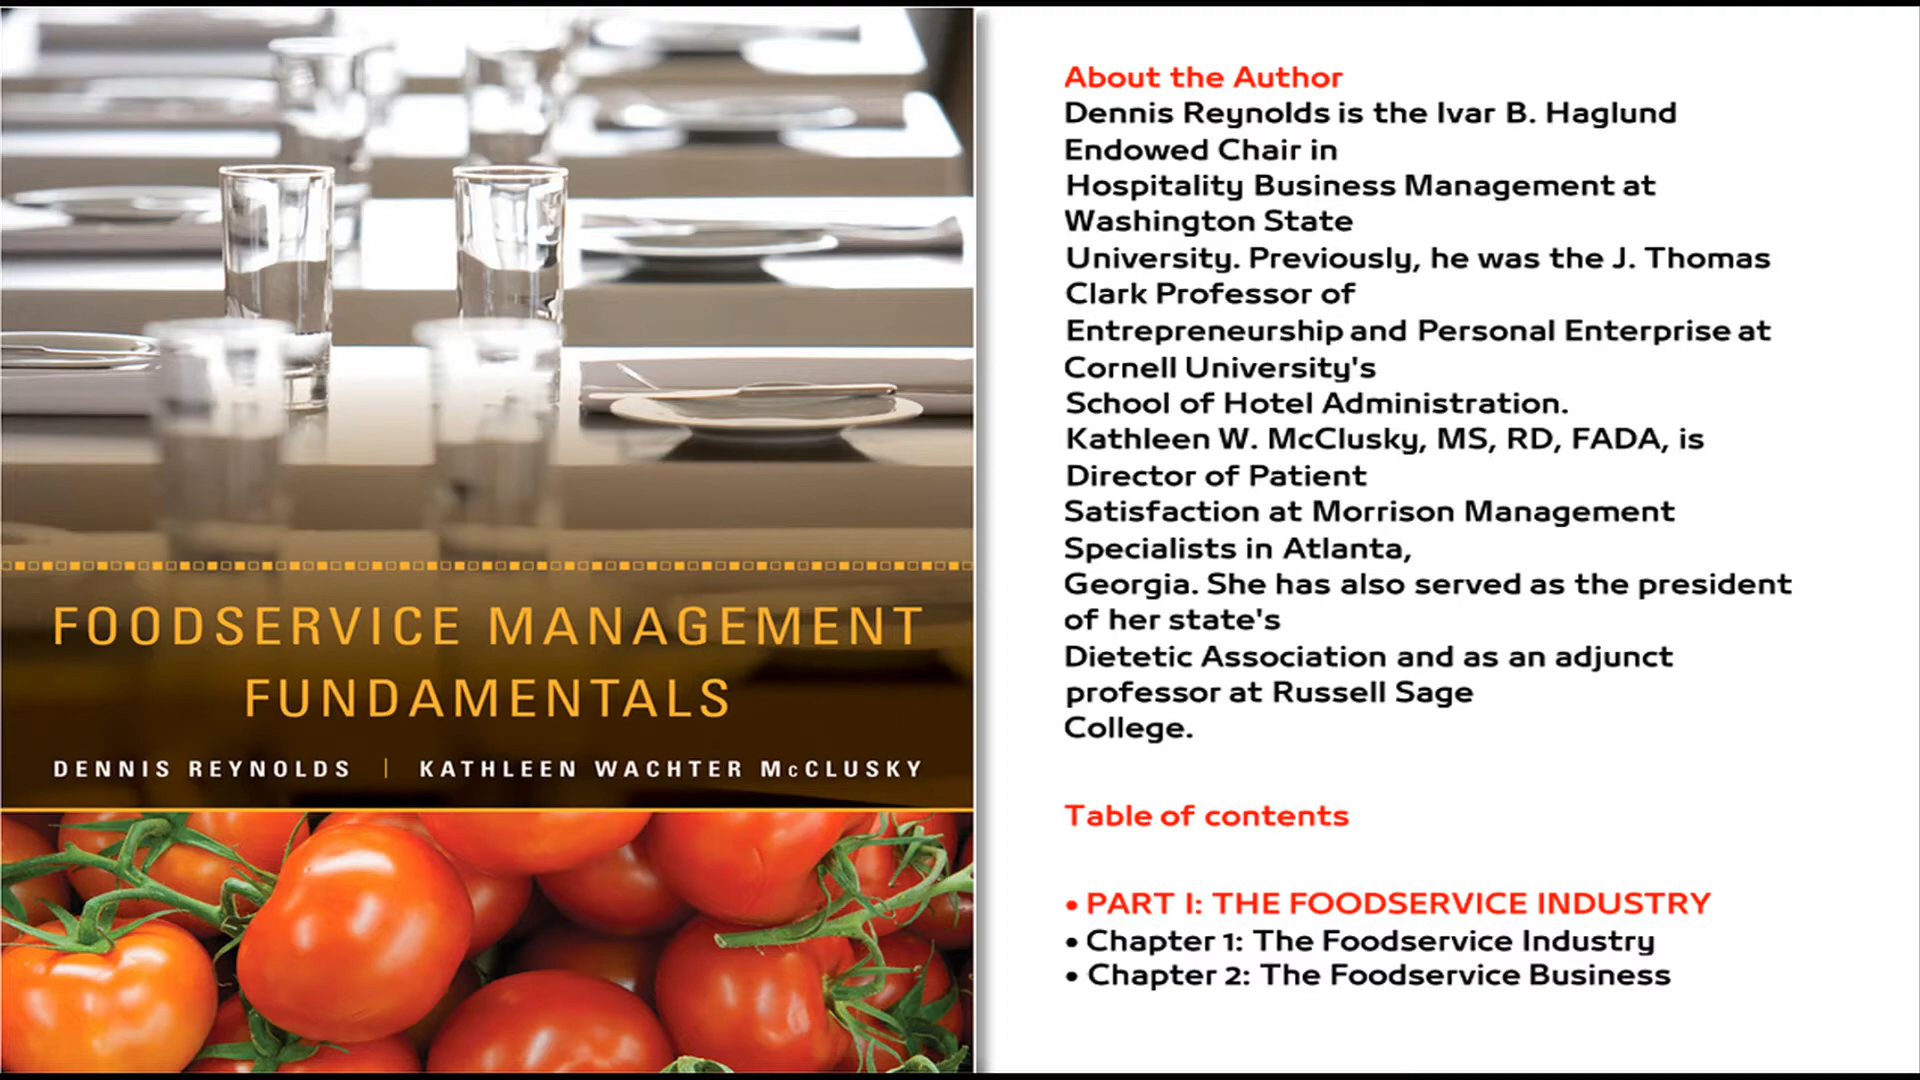 FOODSERVICE MANAGEMENT
FUNDAMENTALS
DENNIS REYNOLDS | KATHLEEN WACHTER McCLUSKY
About the Author
Dennis Reynolds is the Ivar B. Haglund
Endowed Chair in
Hospitality Business Management at
Washington State
University. Previously, he was the J. Thomas
Clark Professor of
Entrepreneurship and Personal Enterprise at
Cornell University's
School of Hotel Administration.
Kathleen W. McClusky, MS, RD, FADA, is
Director of Patient
Satisfaction at Morrison Management
Specialists in Atlanta,
Georgia. She has also served as the president
of her state's
Dietetic Association and as an adjunct
professor at Russell Sage
College.
Table of contents
• PART I: THE FOODSERVICE INDUSTRY
• Chapter 1: The Foodservice Industry
• Chapter 2: The Foodservice Business